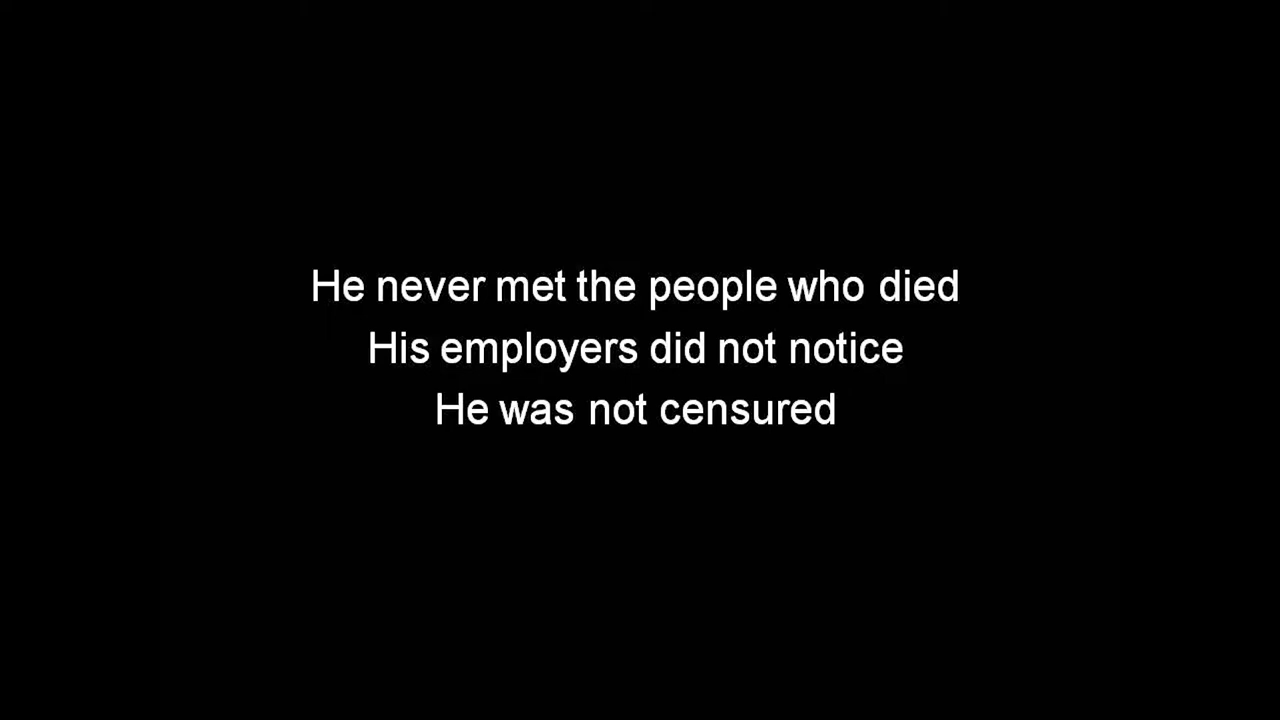 He never met the people who died
His employers did not notice
He was not censured